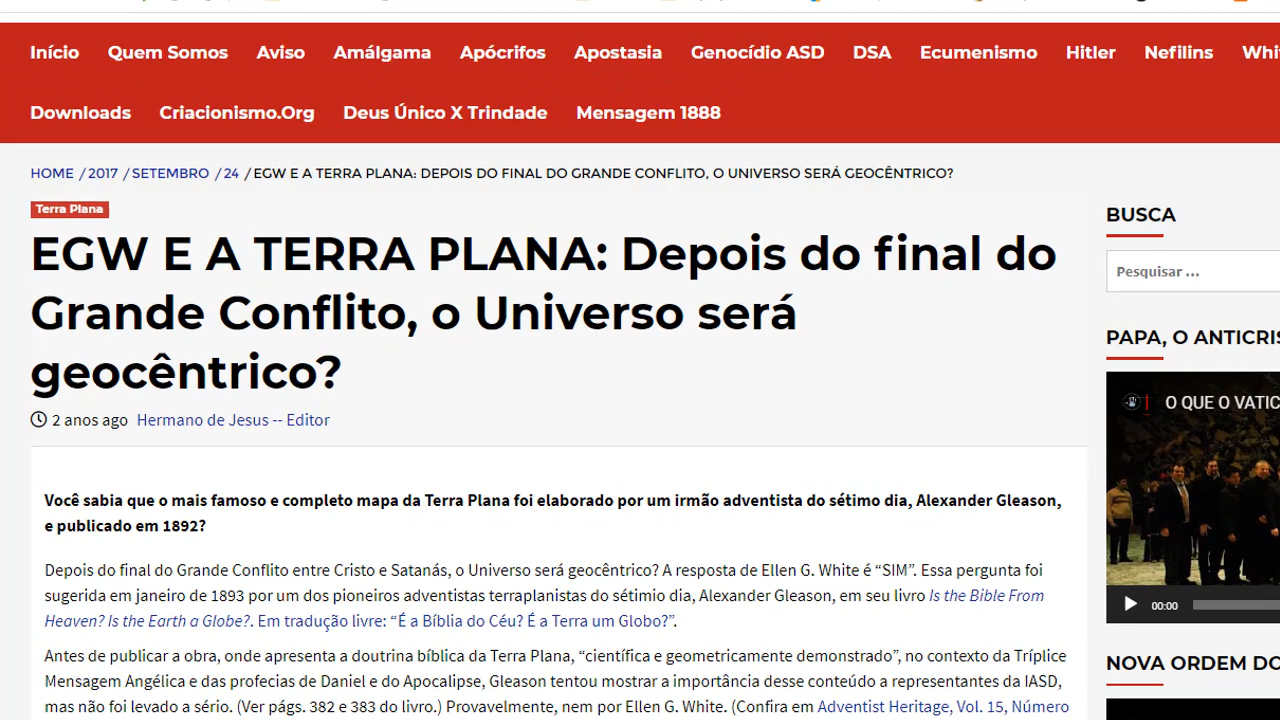 Início Quem Somos Aviso Amálgama Apócrifos Apostasia Genocídio ASD DSA Ecumenismo Hitler Nefilins Whi
Downloads Criacionismo.Org Deus Único X Trindade Mensagem 1888
HOME / 2017 / SETEMBRO / 24 / EGW E A TERRA PLANA: DEPOIS DO FINAL DO GRANDE CONFLITO, O UNIVERSO SERÁ GEOCÊNTRICO?
Terra Plana
EGW E A TERRA PLANA: Depois do final do
Grande Conflito, o Universo será
geocêntrico?
2 anos ago Hermano de Jesus -- Editor
Você sabia que o mais famoso e completo mapa da Terra Plana foi elaborado por um irmão adventista do sétimo dia, Alexander Gleason,
e publicado em 1892?
Depois do final do Grande Conflito entre Cristo e Satanás, o Universo será geocêntrico? A resposta de Ellen G. White é “SIM”. Essa pergunta foi
sugerida em janeiro de 1893 por um dos pioneiros adventistas terraplanistas do sétimio dia, Alexander Gleason, em seu livro Is the Bible From
Heaven? Is the Earth a Globe?. Em tradução livre: “É a Bíblia do Céu? É a Terra um Globo?”.
Antes de publicar a obra, onde apresenta a doutrina bíblica da Terra Plana, “científica e geometricamente demonstrado”, no contexto da Tríplice
Mensagem Angélica e das profecias de Daniel e do Apocalipse, Gleason tentou mostrar a importância desse conteúdo a representantes da IASD,
mas não foi levado a sério. (Ver págs. 382 e 383 do livro.) Provavelmente, nem por Ellen G. White. (Confira em Adventist Heritage, Vol. 15, Número
BUSCA
Pesquisar ...
PAPA, O ANTICRIS
O QUE O VATIC
00:00
NOVA ORDEM DO